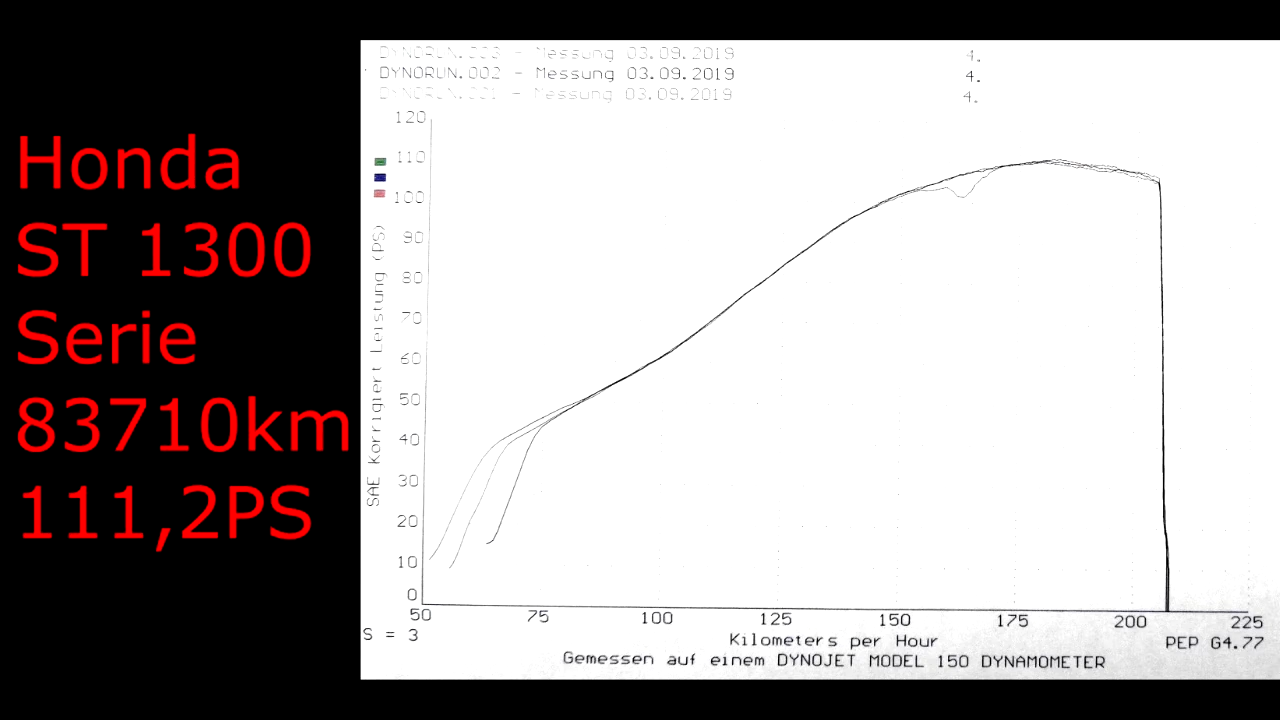 Honda
ST 1300
Serie
83710km
111,2PS
DYNORUN.003 - Messung 03.09.2019 4.
DYNORUN.002 - Messung 03.09.2019 4.
DYNORUN.001 - Messung 03.09.2019 4.
120
110
100
90
80
70
60
50
40
30
20
10
0
SAE Korrigiert Leistung (PS)
50 75 100 125 150 175 200 225
S = 3
Kilometers per Hour
PEP G4.77
Gemessen auf einem DYNOJET MODEL 150 DYNAMOMETER